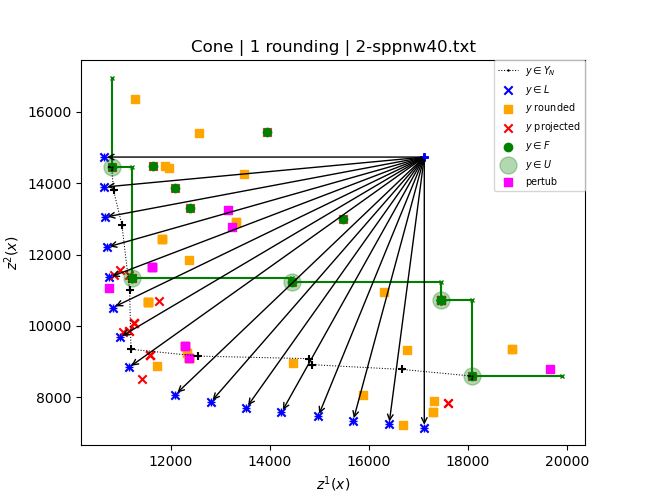 Cone | 1 rounding | 2-sppnw40.txt
y ∈ Y_N
y ∈ L
y rounded
y projected
y ∈ F
y ∈ U
pertub
16000
14000
12000
10000
8000
z²(x)
12000 14000 16000 18000 20000
z¹(x)